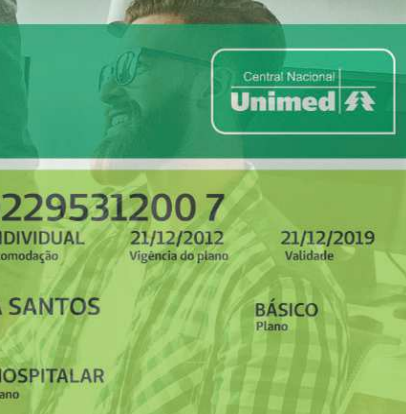 Central Nacional
Unimed
229531200 7
NDIVIDUAL 21/12/2012 21/12/2019
omodação Vigência do plano Validade
A SANTOS BÁSICO
Plano
HOSPITALAR
ano